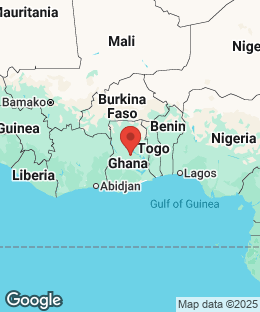 Mauritania
Mali
Nige
Bamako
Burkina
Faso
Benin
Guinea
Togo
Nigeria
Ghana
Liberia
Abidjan
Lagos
Gulf of Guinea
Google
Map data ©2025